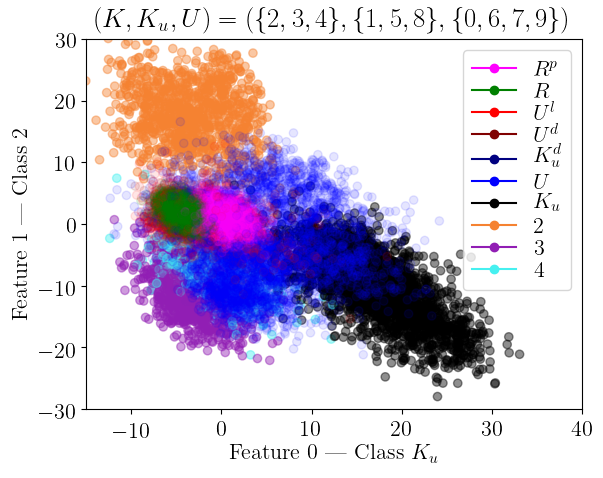 (K, K_u, U) = ({2, 3, 4}, {1, 5, 8}, {0, 6, 7, 9})
30
20
10
0
−10
−20
−30
Feature 1 — Class 2
R^p
R
U^l
U^d
K_u^d
U
K_u
2
3
4
−10 0 10 20 30 40
Feature 0 — Class K_u